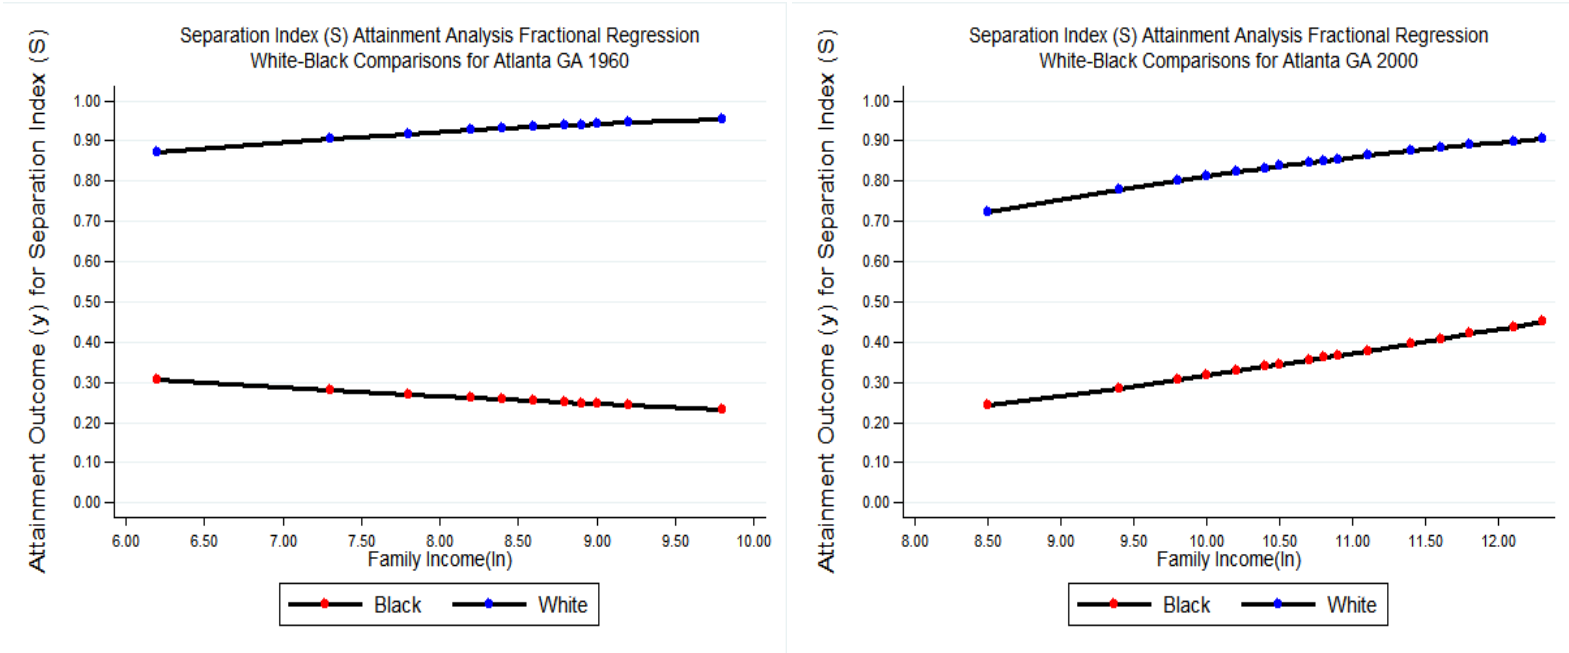 Separation Index (S) Attainment Analysis Fractional Regression
White-Black Comparisons for Atlanta GA 1960
Attainment Outcome (y) for Separation Index (S)
1.00
0.90
0.80
0.70
0.60
0.50
0.40
0.30
0.20
0.10
0.00
6.00 6.50 7.00 7.50 8.00 8.50 9.00 9.50 10.00
Family Income(ln)
Black White
Separation Index (S) Attainment Analysis Fractional Regression
White-Black Comparisons for Atlanta GA 2000
Attainment Outcome (y) for Separation Index (S)
1.00
0.90
0.80
0.70
0.60
0.50
0.40
0.30
0.20
0.10
0.00
8.00 8.50 9.00 9.50 10.00 10.50 11.00 11.50 12.00
Family Income(ln)
Black White